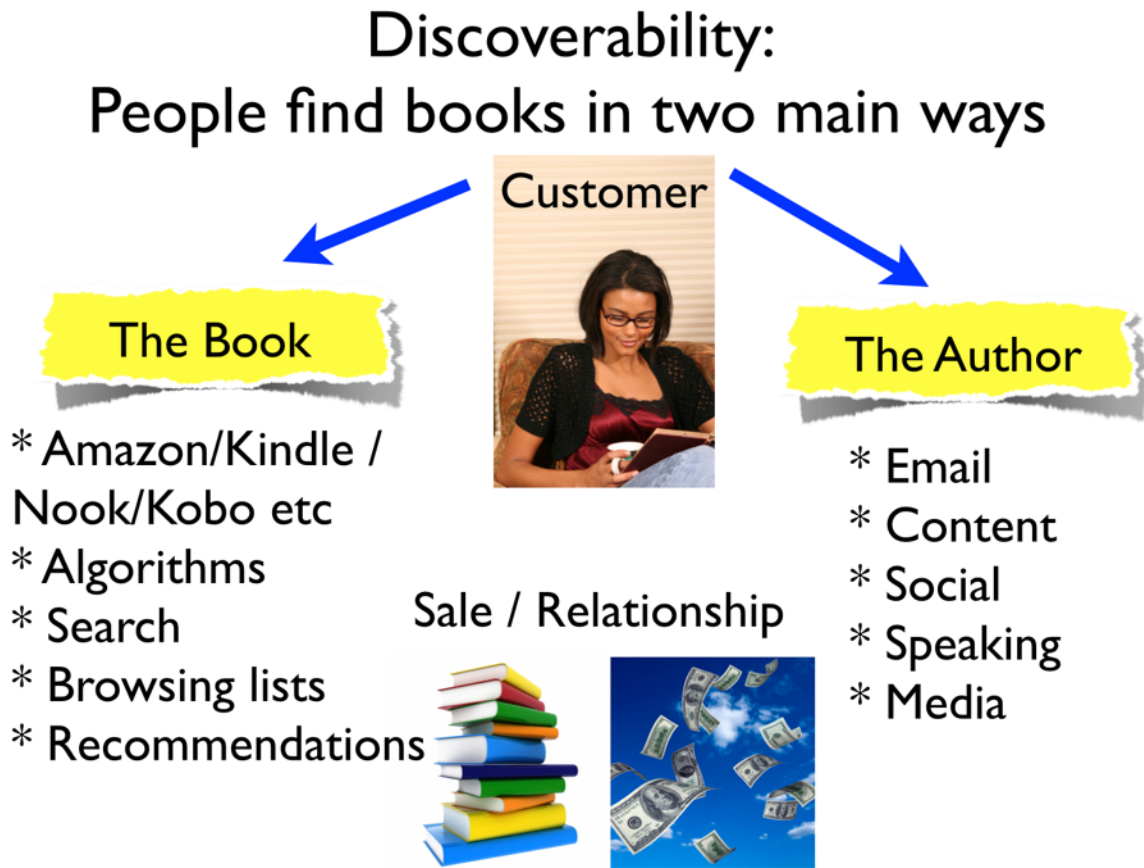 Discoverability:
People find books in two main ways
Customer
The Book
* Amazon/Kindle /
Nook/Kobo etc
* Algorithms
* Search
* Browsing lists
* Recommendations
The Author
* Email
* Content
* Social
* Speaking
* Media
Sale / Relationship